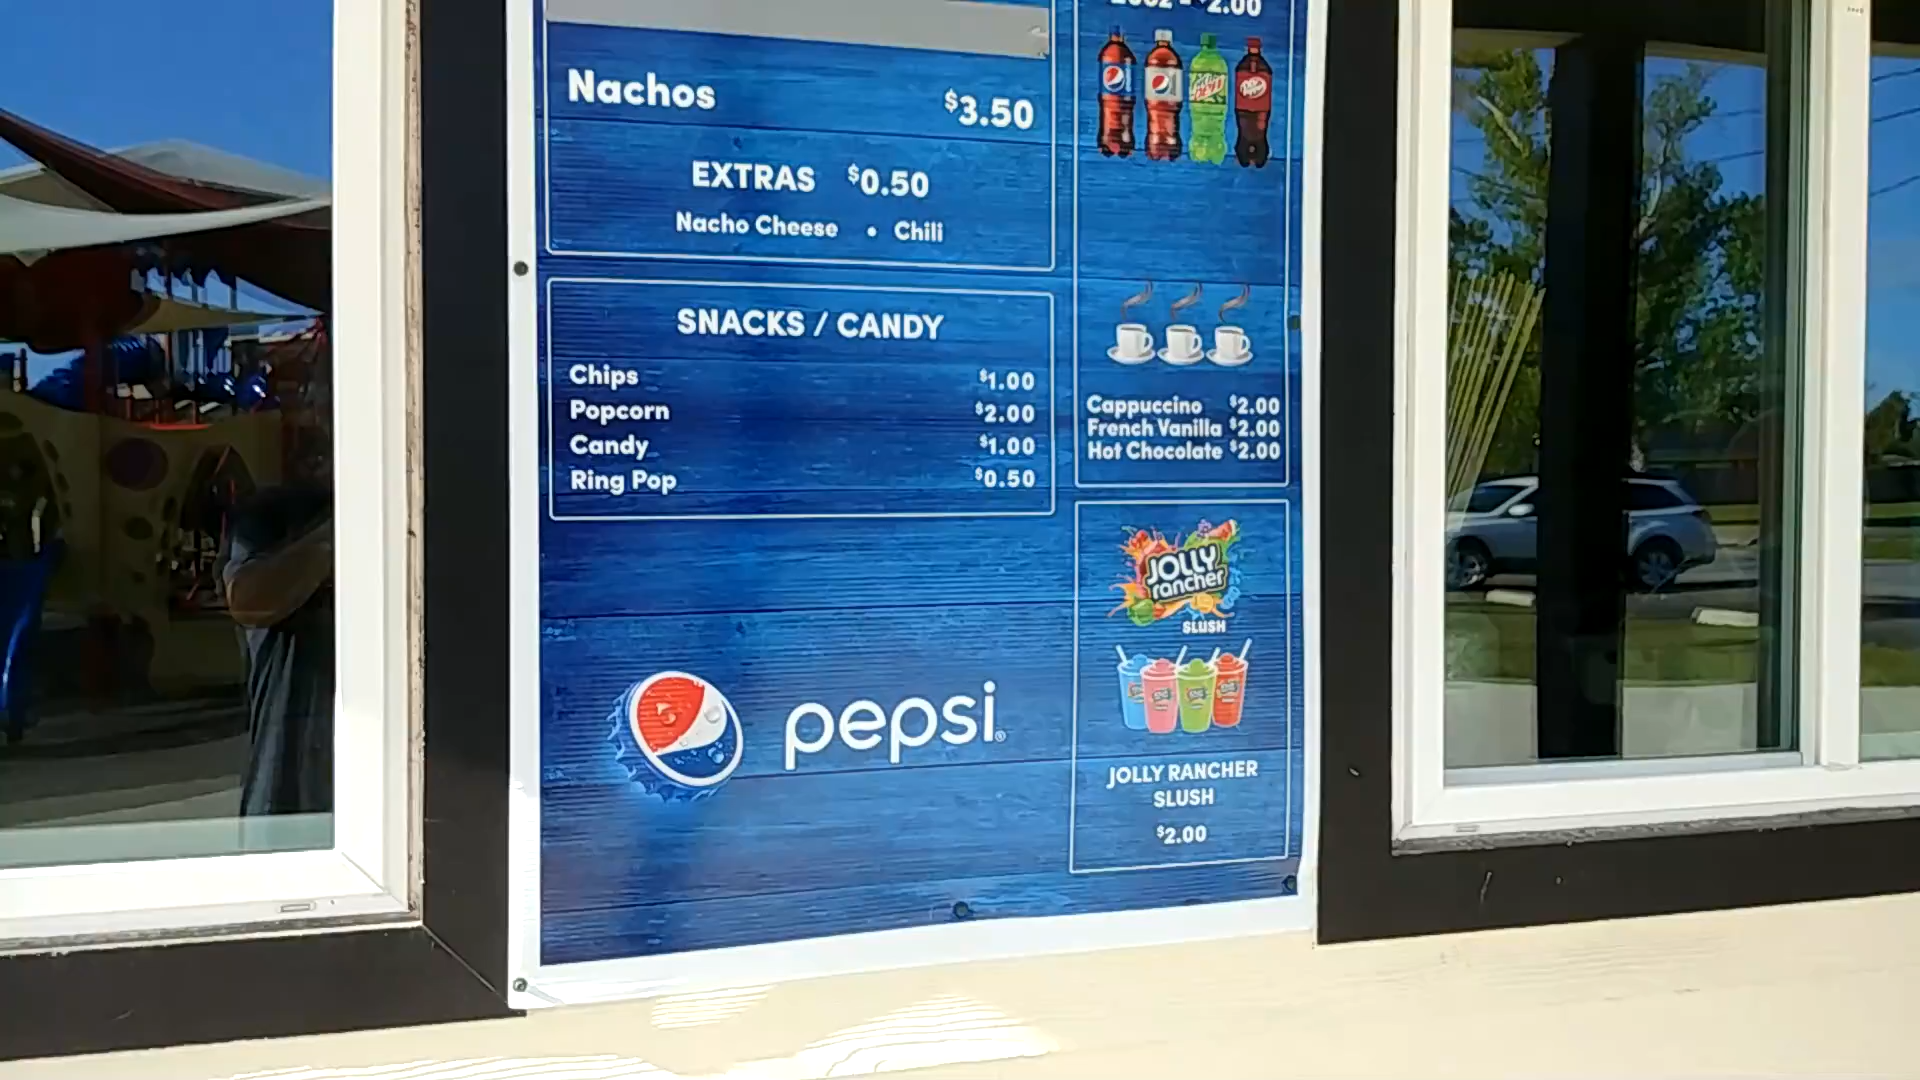 Nachos $3.50
EXTRAS $0.50
Nacho Cheese • Chili
SNACKS / CANDY
Chips $1.00
Popcorn $2.00
Candy $1.00
Ring Pop $0.50
pepsi®
$2.00
Cappuccino $2.00
French Vanilla $2.00
Hot Chocolate $2.00
JOLLY
rancher
SLUSH
JOLLY RANCHER
SLUSH
$2.00